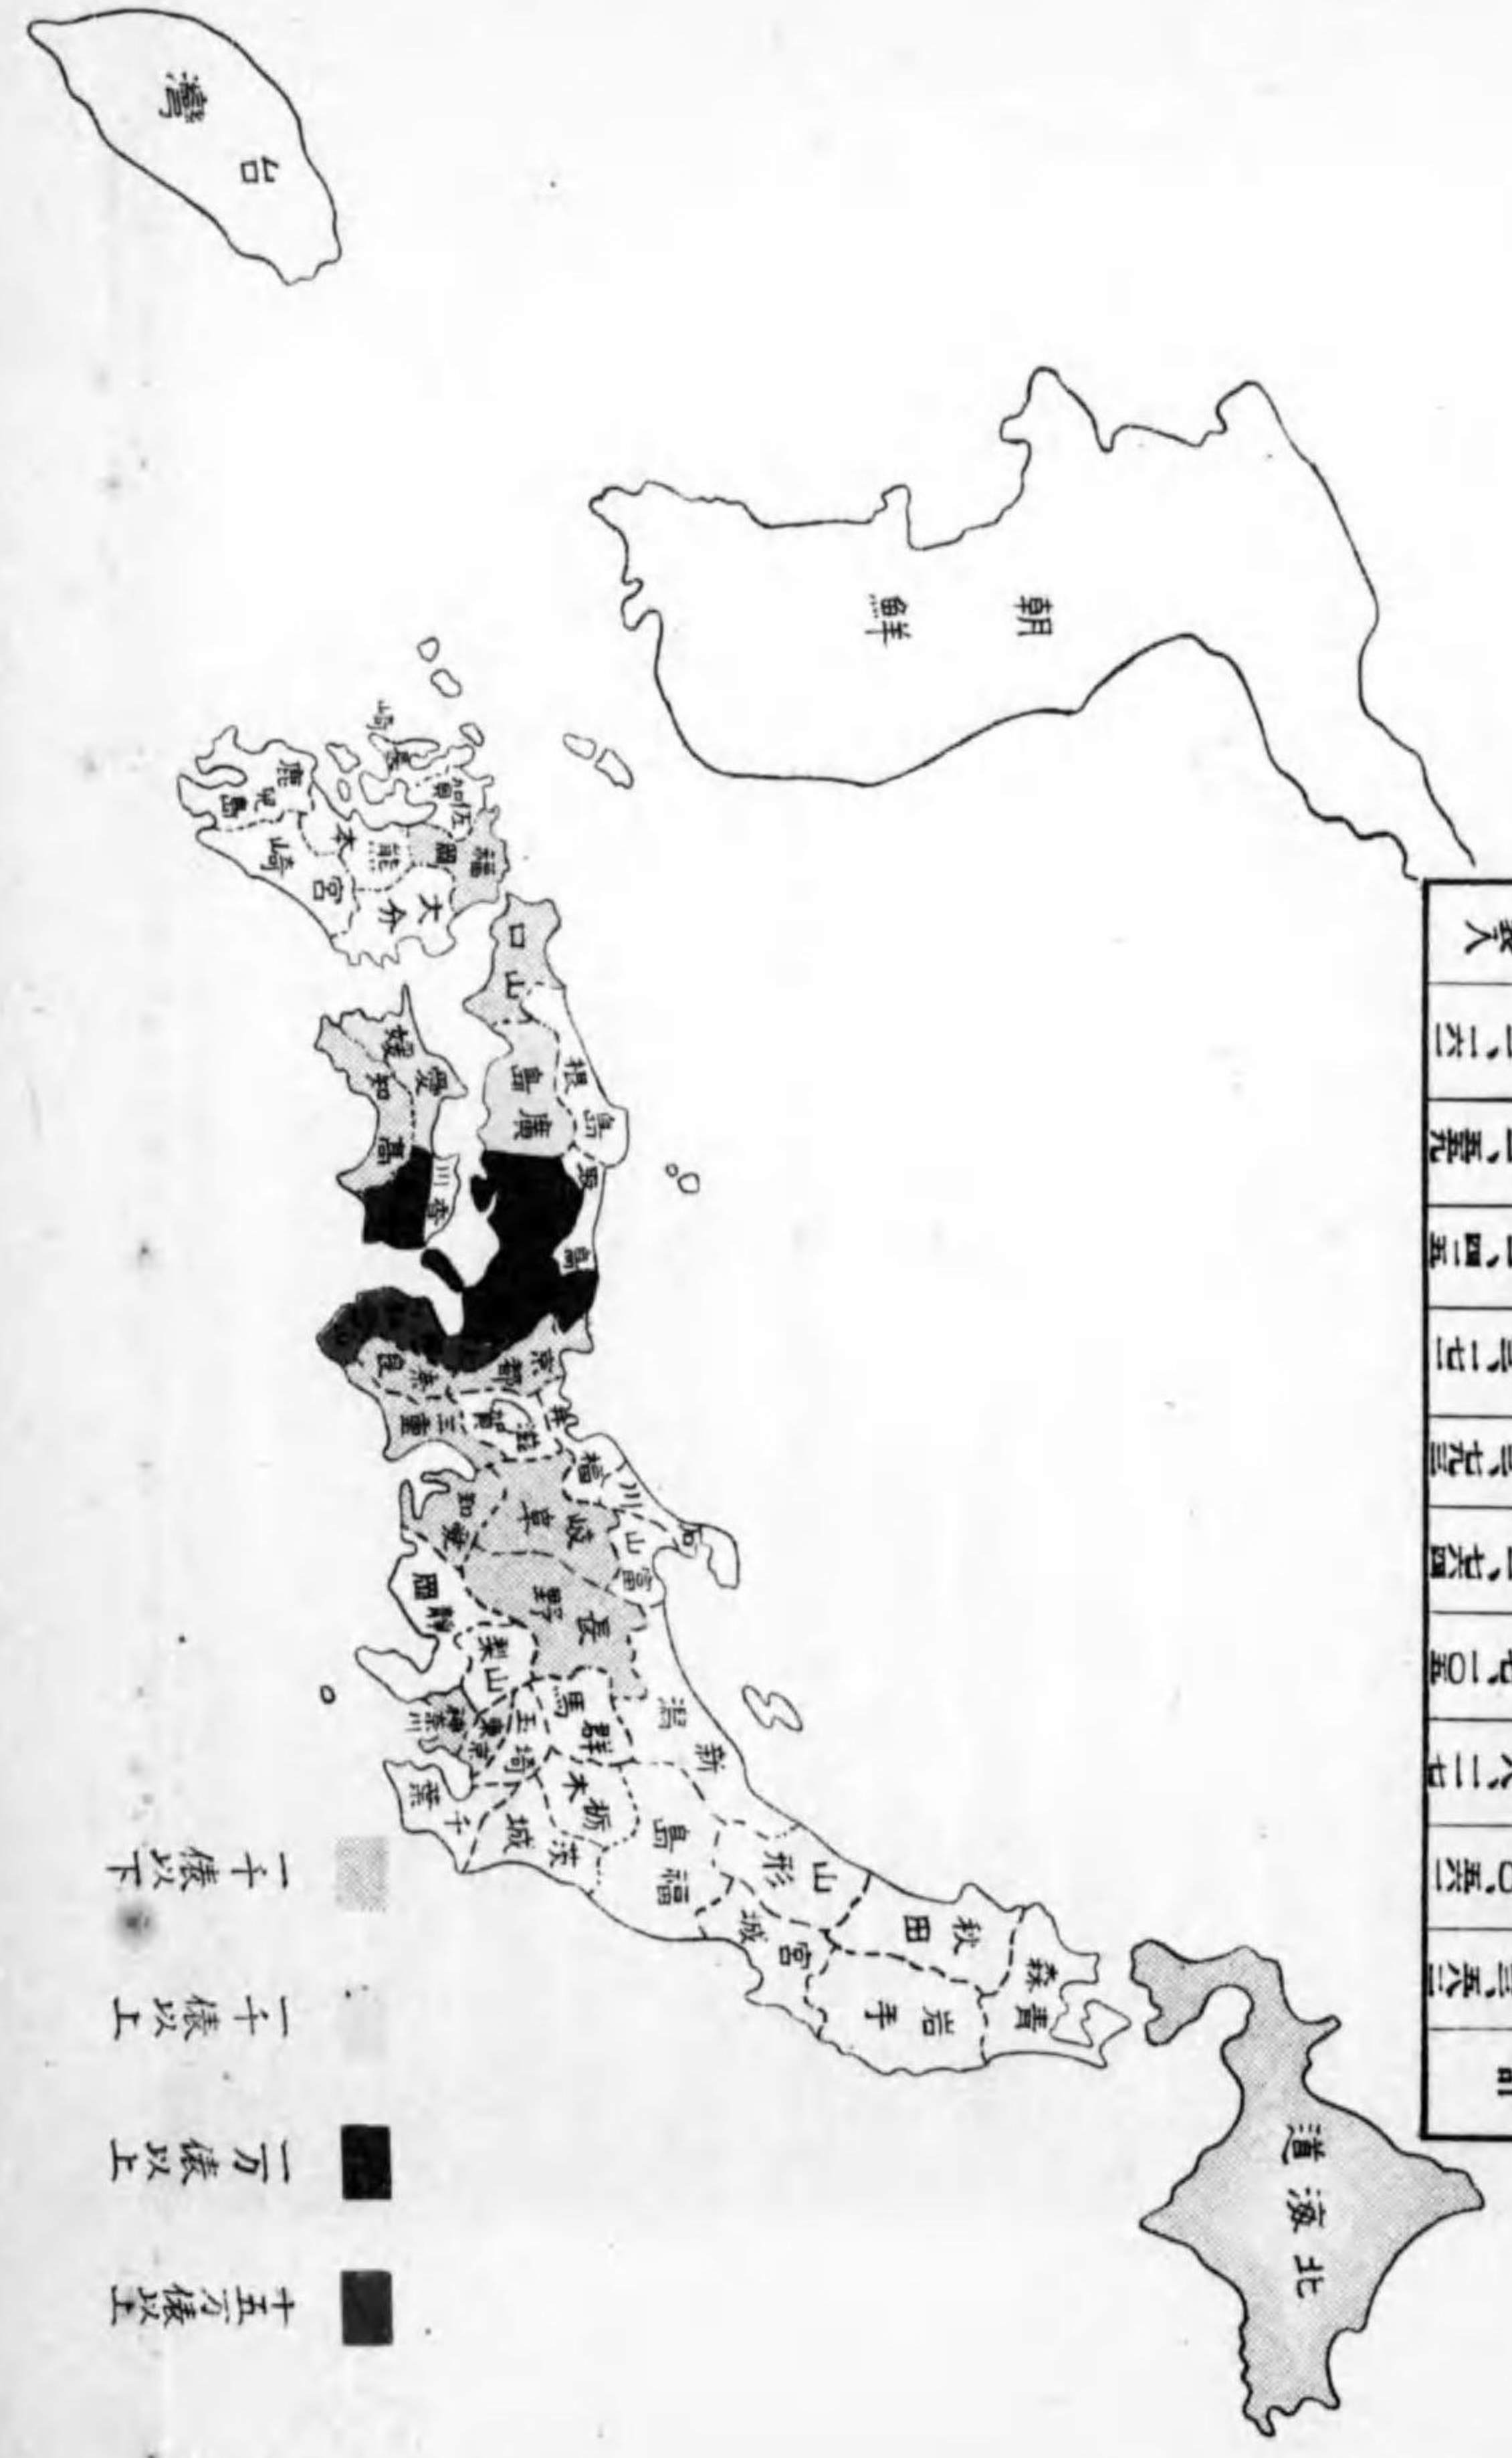 台灣
朝鮮
北海道
青森
岩手
秋田
宮城
山形
福島
新潟
茨城
栃木
群馬
埼玉
千葉
東京
神奈川
山梨
長野
静岡
富山
石川
岐阜
愛知
福井
滋賀
三重
京都
奈良
鳥取
島根
廣島
山口
香川
愛媛
高知
福岡
佐賀
長崎
大分
熊本
宮崎
鹿児島
一千俵以下
一千俵以上
一万俵以上
十五万俵以上